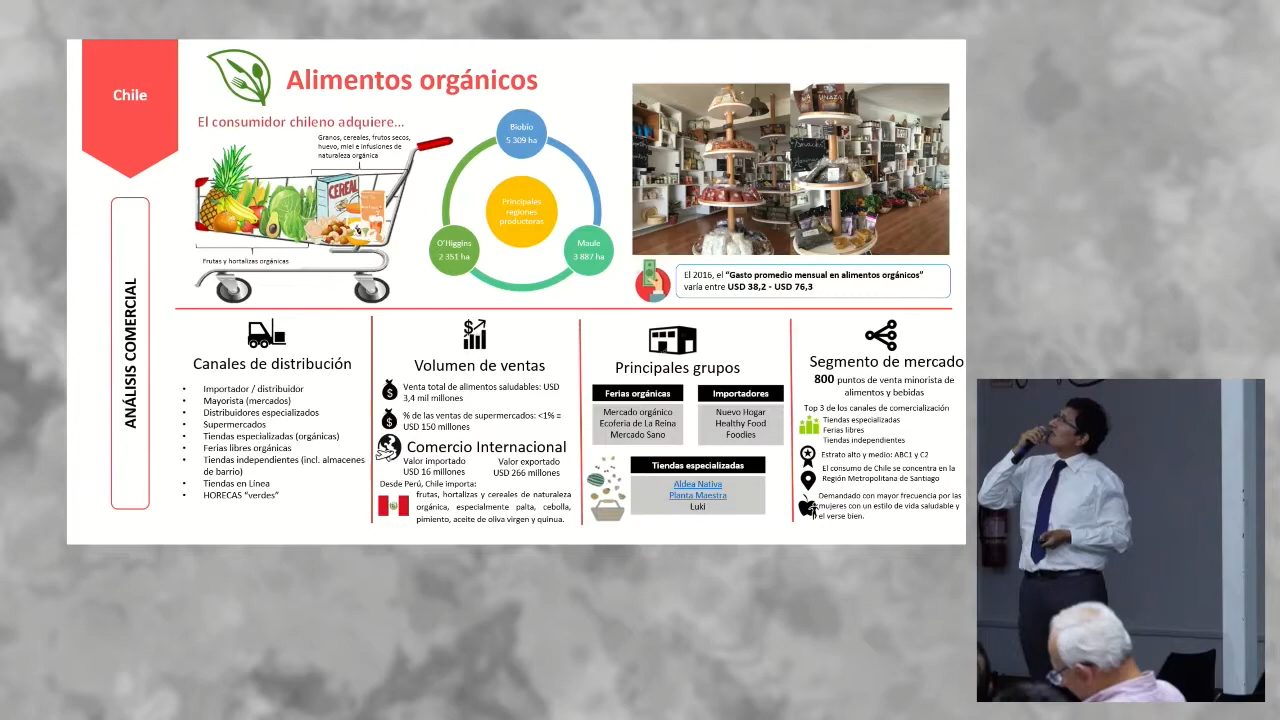 Chile
Alimentos orgánicos
El consumidor chileno adquiere...
Granos, cereales, frutos secos,
huevo, miel e infusiones de
naturaleza orgánica
CEREAL
Frutas y hortalizas orgánicas
Biobío
5 309 ha
Principales
regiones
productoras
O'Higgins
2 351 ha
Maule
3 887 ha
El 2016, el “Gasto promedio mensual en alimentos orgánicos”
varía entre USD 38,2 - USD 76,3
ANÁLISIS COMERCIAL
Canales de distribución
• Importador / distribuidor
• Mayorista (mercados)
• Distribuidores especializados
• Supermercados
• Tiendas especializadas (orgánicas)
• Ferias libres orgánicas
• Tiendas independientes (incl. almacenes
de barrio)
• Tiendas en Línea
• HORECAS “verdes”
Volumen de ventas
Venta total de alimentos saludables: USD
3,4 mil millones
% de las ventas de supermercados: <1% =
USD 150 millones
Comercio Internacional
Valor importado
USD 16 millones
Valor exportado
USD 266 millones
Desde Perú, Chile importa:
frutas, hortalizas y cereales de naturaleza
orgánica, especialmente palta, cebolla,
pimiento, aceite de oliva virgen y quinua.
Principales grupos
Ferias orgánicas
Mercado orgánico
Ecoferia de La Reina
Mercado Sano
Importadores
Nuevo Hogar
Healthy Food
Foodies
Tiendas especializadas
Aldea Nativa
Planta Maestra
Luki
Segmento de mercado
800 puntos de venta minorista de
alimentos y bebidas
Top 3 de los canales de comercialización
Tiendas especializadas
Ferias libres
Tiendas independientes
Estrato alto y medio: ABC1 y C2
El consumo de Chile se concentra en la
Región Metropolitana de Santiago
Demandado con mayor frecuencia por las
mujeres con un estilo de vida saludable y
el verse bien.